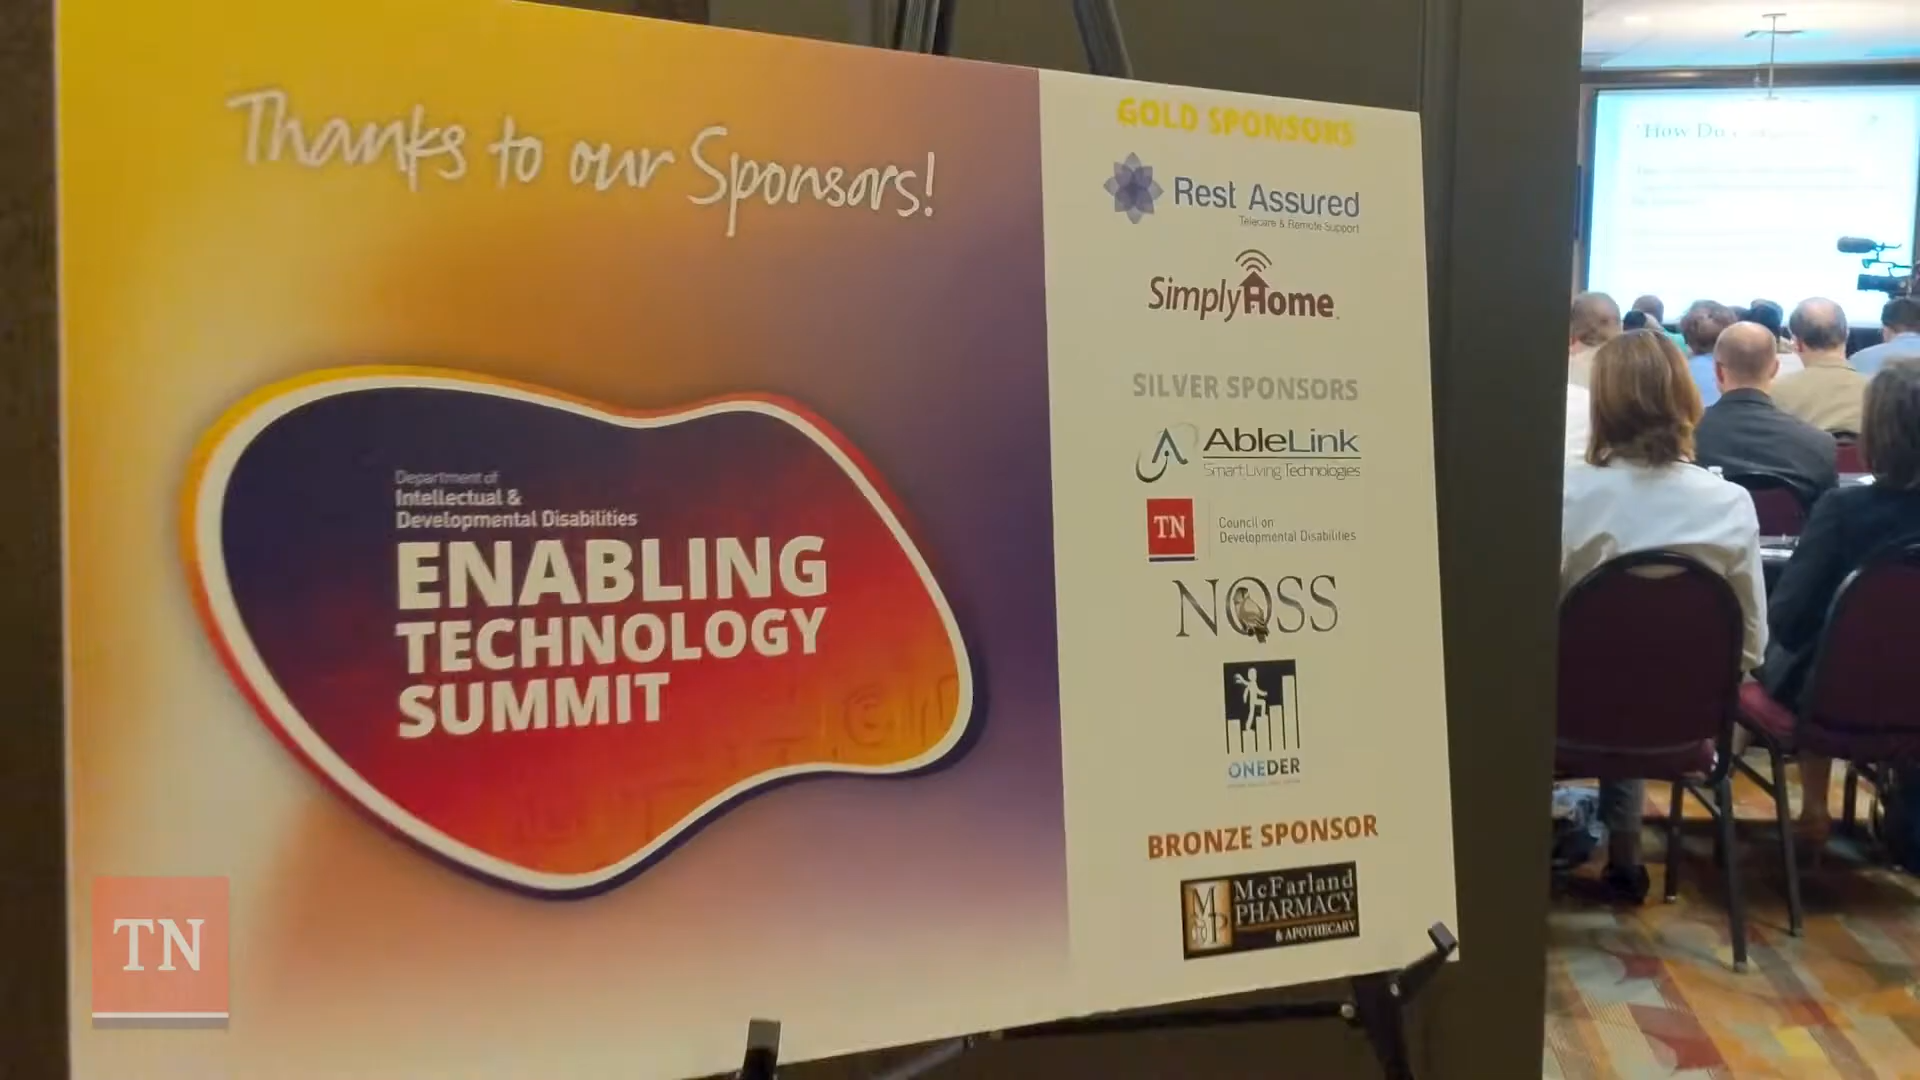 Thanks to our Sponsors!
Department of
Intellectual &
Developmental Disabilities
ENABLING
TECHNOLOGY
SUMMIT
GOLD SPONSORS
Rest Assured
Telecare & Remote Support
SimplyHome
SILVER SPONSORS
AbleLink
Smart Living Technologies
TN
Council on
Developmental Disabilities
NOSS
ONEDER
BRONZE SPONSOR
McFarland
PHARMACY
& APOTHECARY
M
P
TN
"How Do